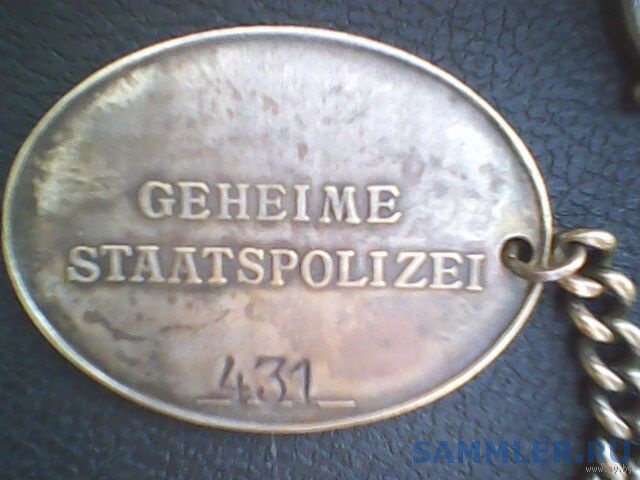 GEHEIME
STAATSPOLIZEI
431
SAMMLER.RU